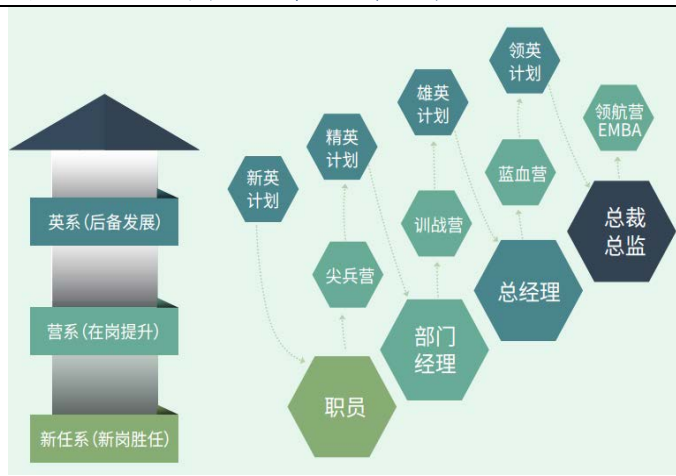 英系(后备发展)
营系(在岗提升)
新任系(新岗胜任)
新英
计划
职员
尖兵营
精英
计划
部门
经理
训战营
雄英
计划
总经理
蓝血营
领英
计划
总裁
总监
领航营
EMBA